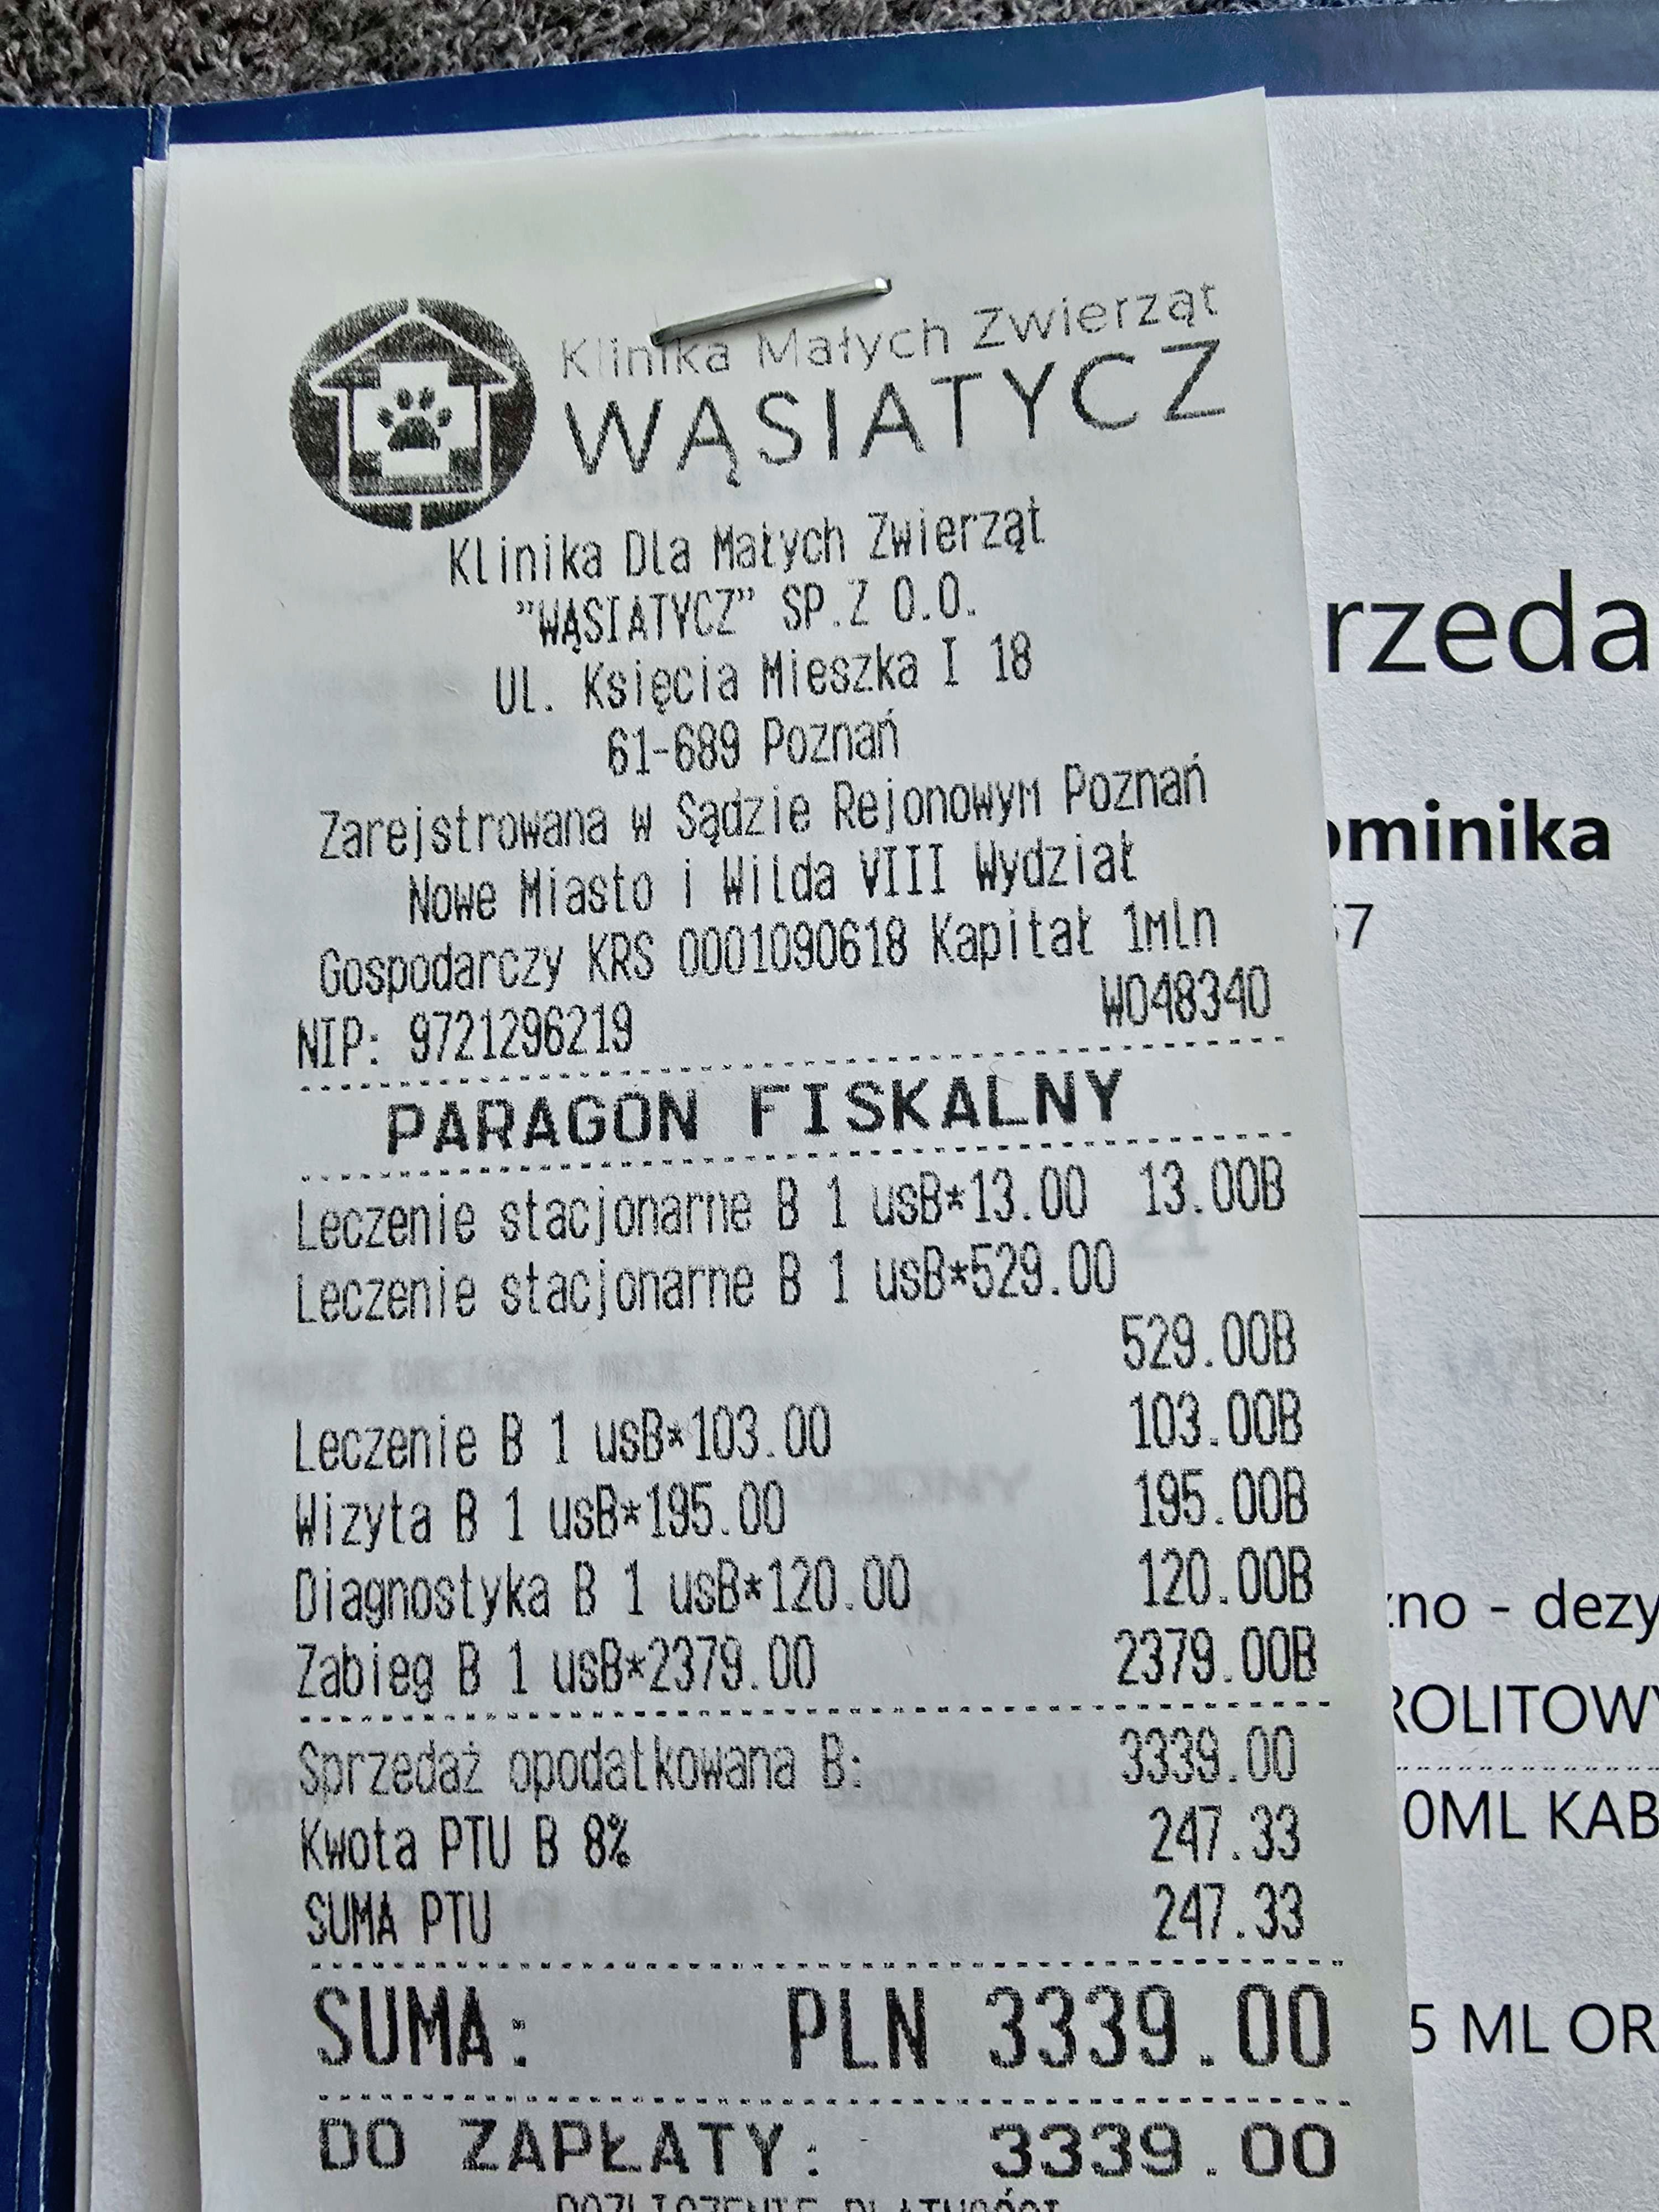 Klinika Małych Zwierząt
WĄSIATYCZ
Klinika Dla Małych Zwierząt
"WĄSIATYCZ" SP.Z O.O.
UL. Księcia Mieszka I 18
61-689 Poznań
Zarejstrowana w Sądzie Rejonowym Poznań
Nowe Miasto i Wilda VIII Wydział
Gospodarczy KRS 0001090618 Kapitał 1mln
NIP: 9721296219 W048340
PARAGON FISKALNY
Leczenie stacjonarne B 1 usB*13.00 13.00B
Leczenie stacjonarne B 1 usB*529.00
529.00B
Leczenie B 1 usB*103.00 103.00B
Wizyta B 1 usB*195.00 195.00B
Diagnostyka B 1 usB*120.00 120.00B
Zabieg B 1 usB*2379.00 2379.00B
Sprzedaż opodatkowana B: 3339.00
Kwota PTU B 8% 247.33
SUMA PTU 247.33
SUMA: PLN 3339.00
DO ZAPŁATY: 3339.00
ROZLICZENIE PŁATNOŚCI
rzeda
ominika
57
zno - dezy
ROLITOWY
0ML KAB
5 ML OR